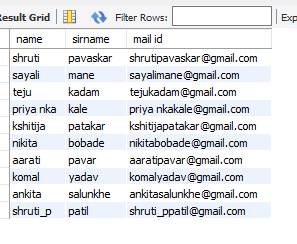 Result Grid Filter Rows: Exp
name sirname mail id
shruti pavaskar shrutipavaskar@gmail.com
sayali mane sayalimane@gmail.com
teju kadam tejukadam@gmail.com
priya nka kale priya nkakale@gmail.com
kshitija patakar kshitijapatakar@gmail.com
nikita bobade nikitabobade@gmail.com
aarati pavar aaratipavar@gmail.com
komal yadav komalyadav@gmail.com
ankita salunkhe ankitasalunkhe@gmail.com
shruti_p patil shruti_ppatil@gmail.com